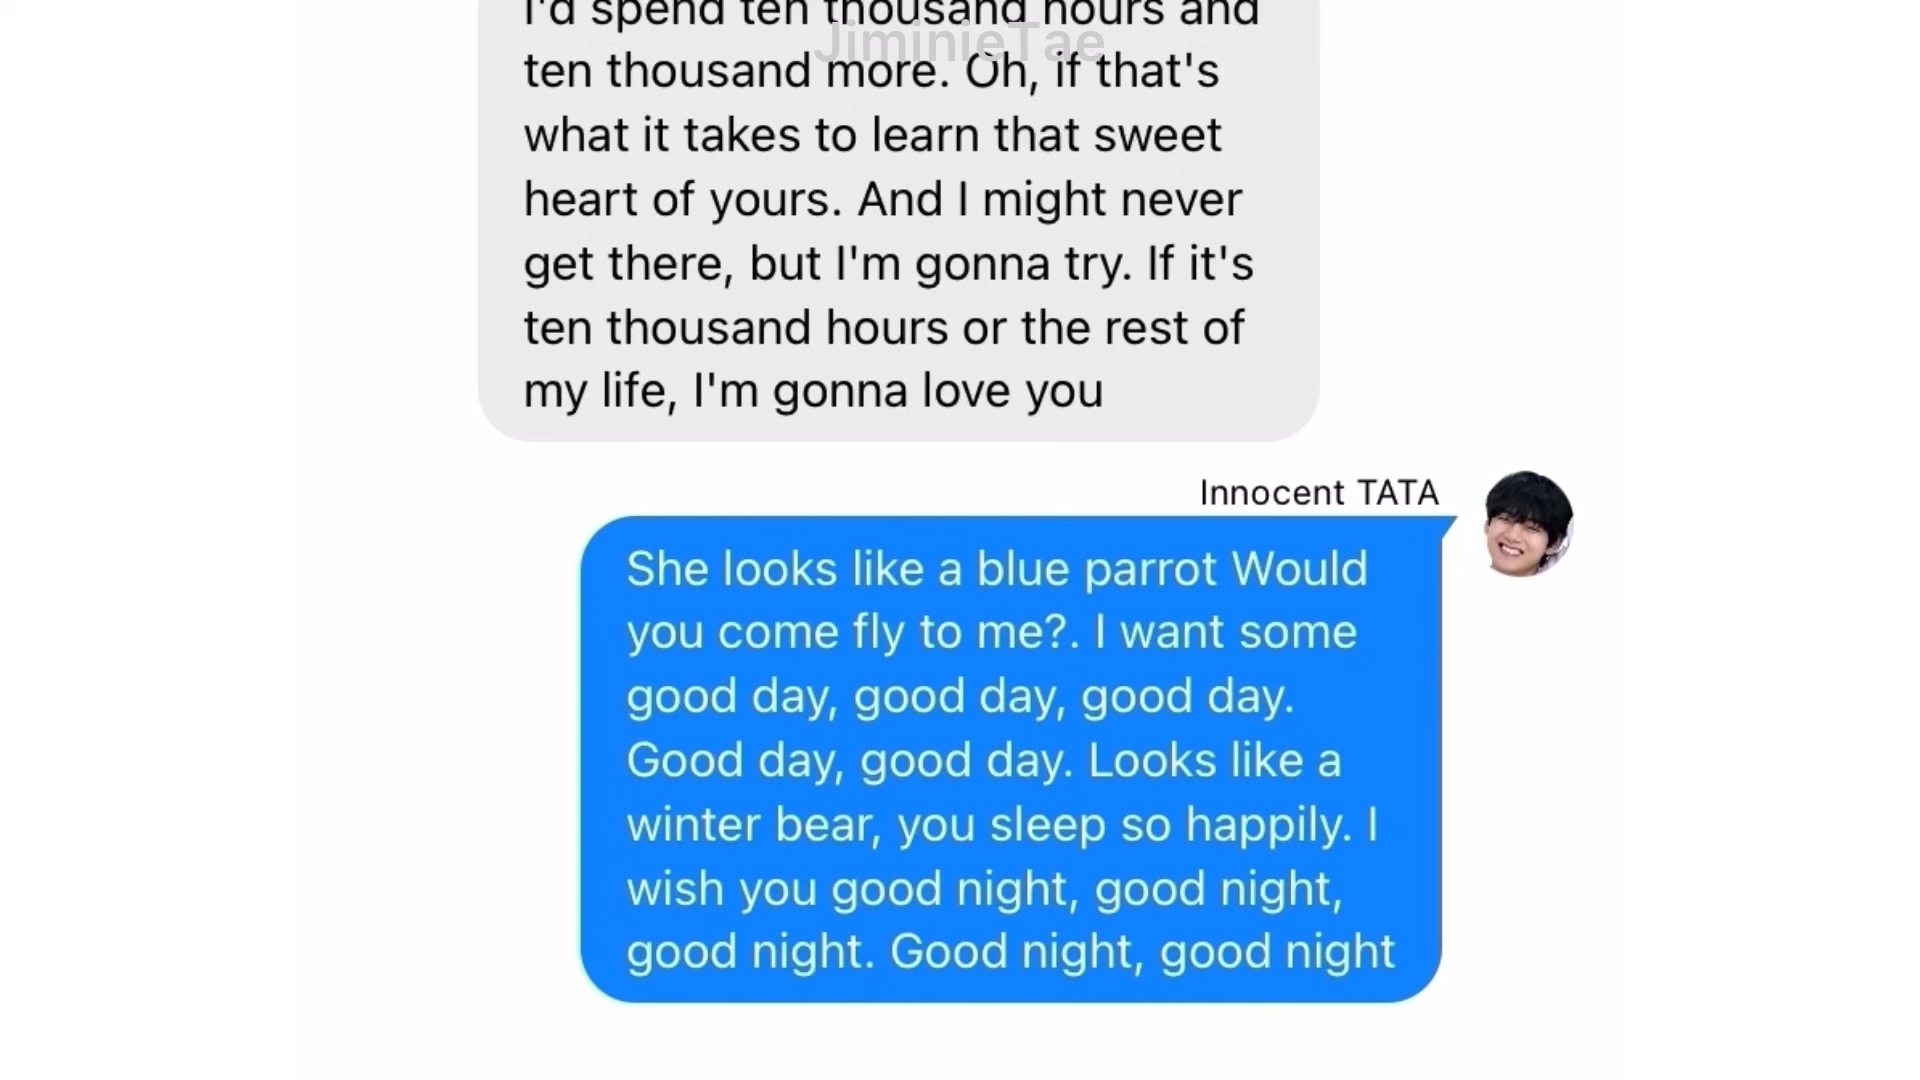 I'd spend ten thousand hours and
JiminieTae
ten thousand more. Oh, if that's
what it takes to learn that sweet
heart of yours. And I might never
get there, but I'm gonna try. If it's
ten thousand hours or the rest of
my life, I'm gonna love you
Innocent TATA
She looks like a blue parrot Would
you come fly to me?. I want some
good day, good day, good day.
Good day, good day. Looks like a
winter bear, you sleep so happily. I
wish you good night, good night,
good night. Good night, good night